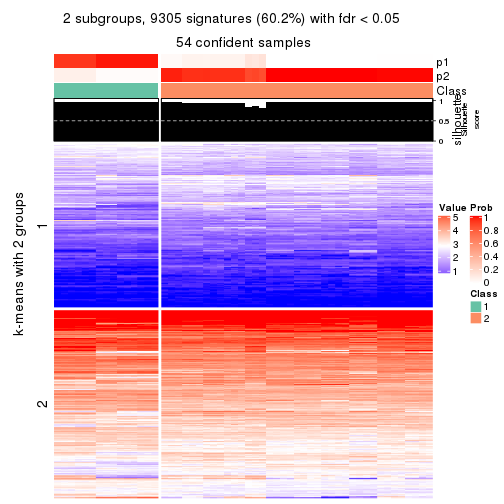 2 subgroups, 9305 signatures (60.2%) with fdr < 0.05
54 confident samples
p1
p2
Class
1
0.5
0
silhouette
Silhouette
score
k-means with 2 groups
1
2
Value
5
4
3
2
1
Prob
1
0.8
0.6
0.4
0.2
0
Class
1
2